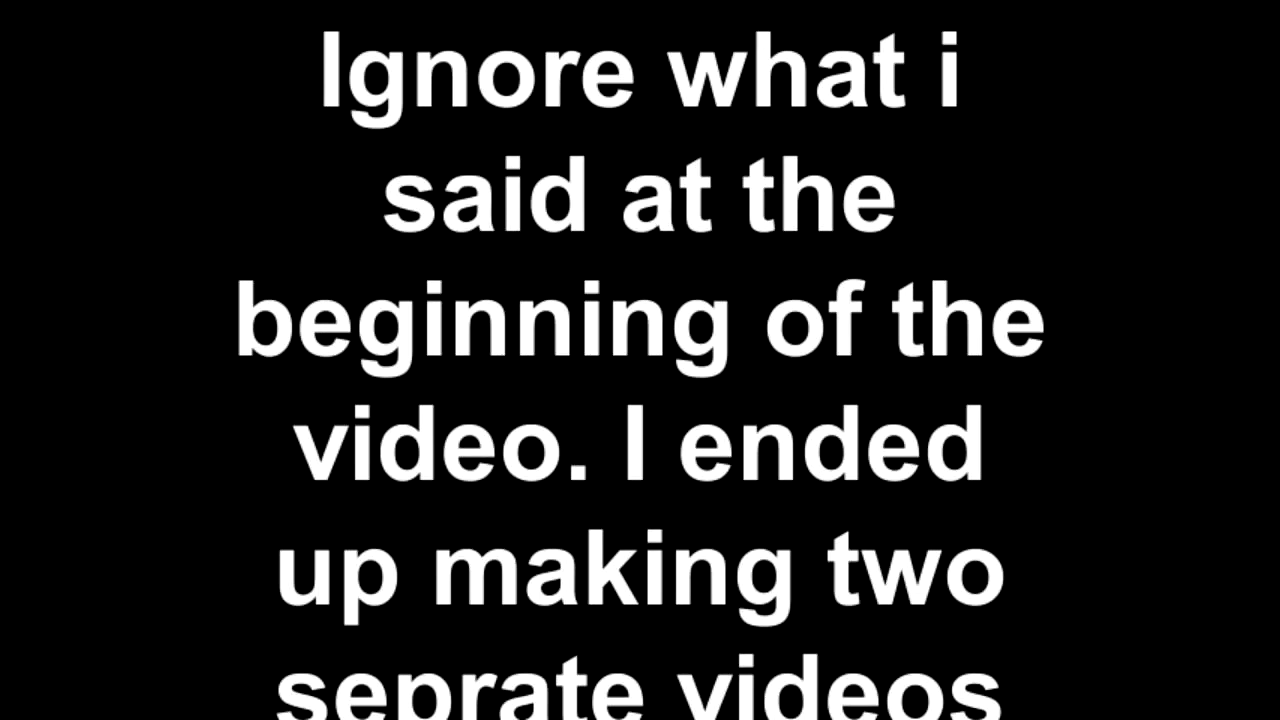 Ignore what i
said at the
beginning of the
video. I ended
up making two
seprate videos